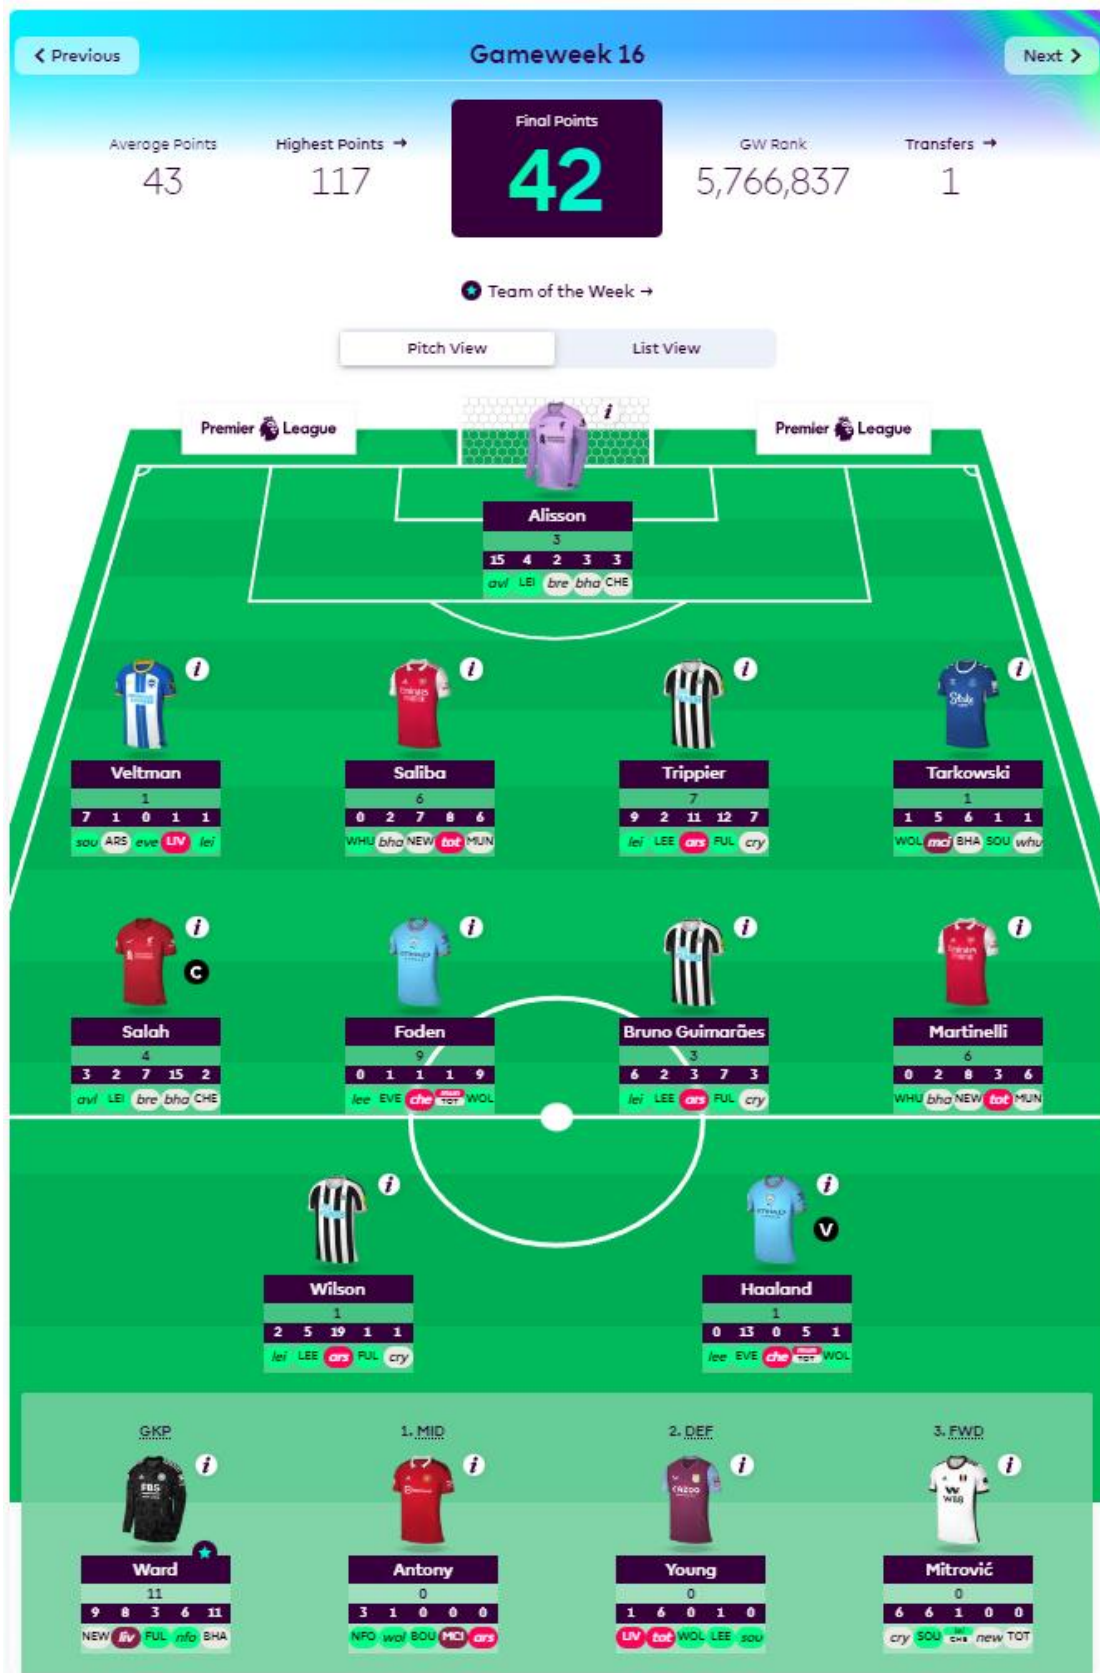 Previous
Gameweek 16
Next
Average Points
43
Highest Points →
117
Final Points
42
GW Rank
5,766,837
Transfers →
1
Team of the Week →
Pitch View List View
Premier League Premier League
i
Alisson
3
15 4 2 3 3
avl LEI bre bha CHE
i i i i
Veltman Saliba Trippier Tarkowski
1 6 7 1
7 1 0 1 1 0 2 7 8 6 9 2 11 12 7 1 5 6 1 1
sou ARS eve LIV lei WHU bha NEW tot MUN lei LEE ars FUL cry WOL mci BHA SOU whu
i i i i
C
Salah Foden Bruno Guimarães Martinelli
4 9 3 6
3 2 7 15 2 0 1 1 1 9 6 2 3 7 3 0 2 8 3 6
avl LEI bre bha CHE lee EVE che mun TOT WOL lei LEE ars FUL cry WHU bha NEW tot MUN
i i
V
Wilson Haaland
1 1
2 5 19 1 1 0 13 0 5 1
lei LEE ars FUL cry lee EVE che mun TOT WOL
GKP 1. MID 2. DEF 3. FWD
i i i i
Ward Antony Young Mitrović
11 0 0 0
9 8 3 6 11 3 1 0 0 0 1 6 0 1 0 6 6 1 0 0
NEW liv FUL nfo BHA NFO wol BOU MCI ars LIV tot WOL LEE sou cry SOU lei CHE new TOT